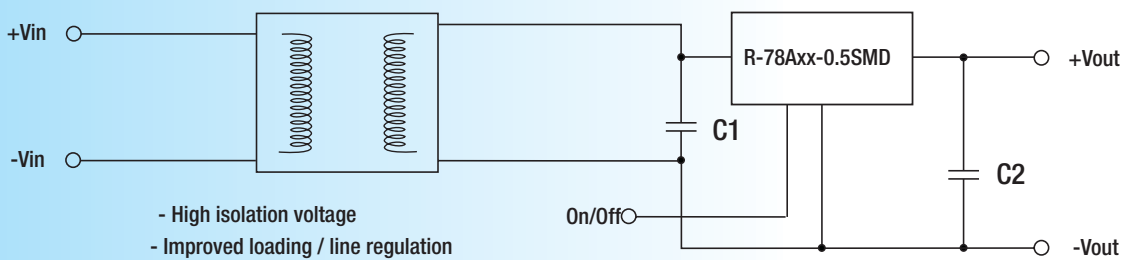 +Vin
R-78Axx-0.5SMD
+Vout
C1
-Vin
C2
- High isolation voltage
On/Off
- Improved loading / line regulation
-Vout